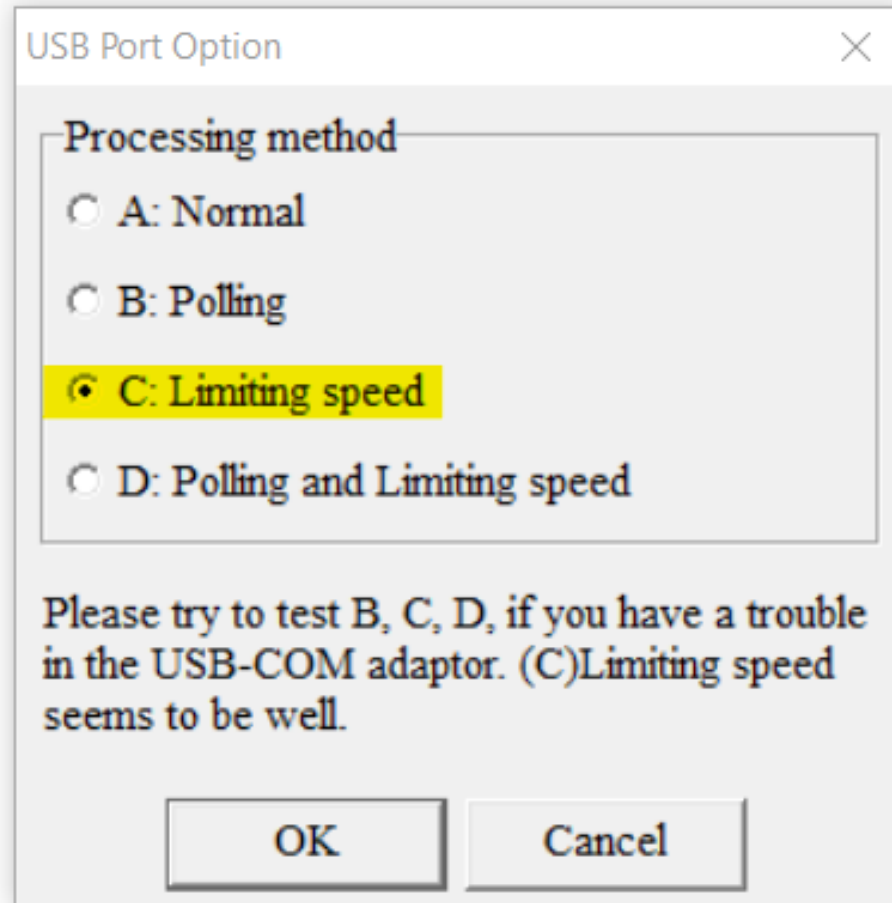 USB Port Option
Processing method
A: Normal
B: Polling
C: Limiting speed
D: Polling and Limiting speed
Please try to test B, C, D, if you have a trouble
in the USB-COM adaptor. (C)Limiting speed
seems to be well.
OK
Cancel